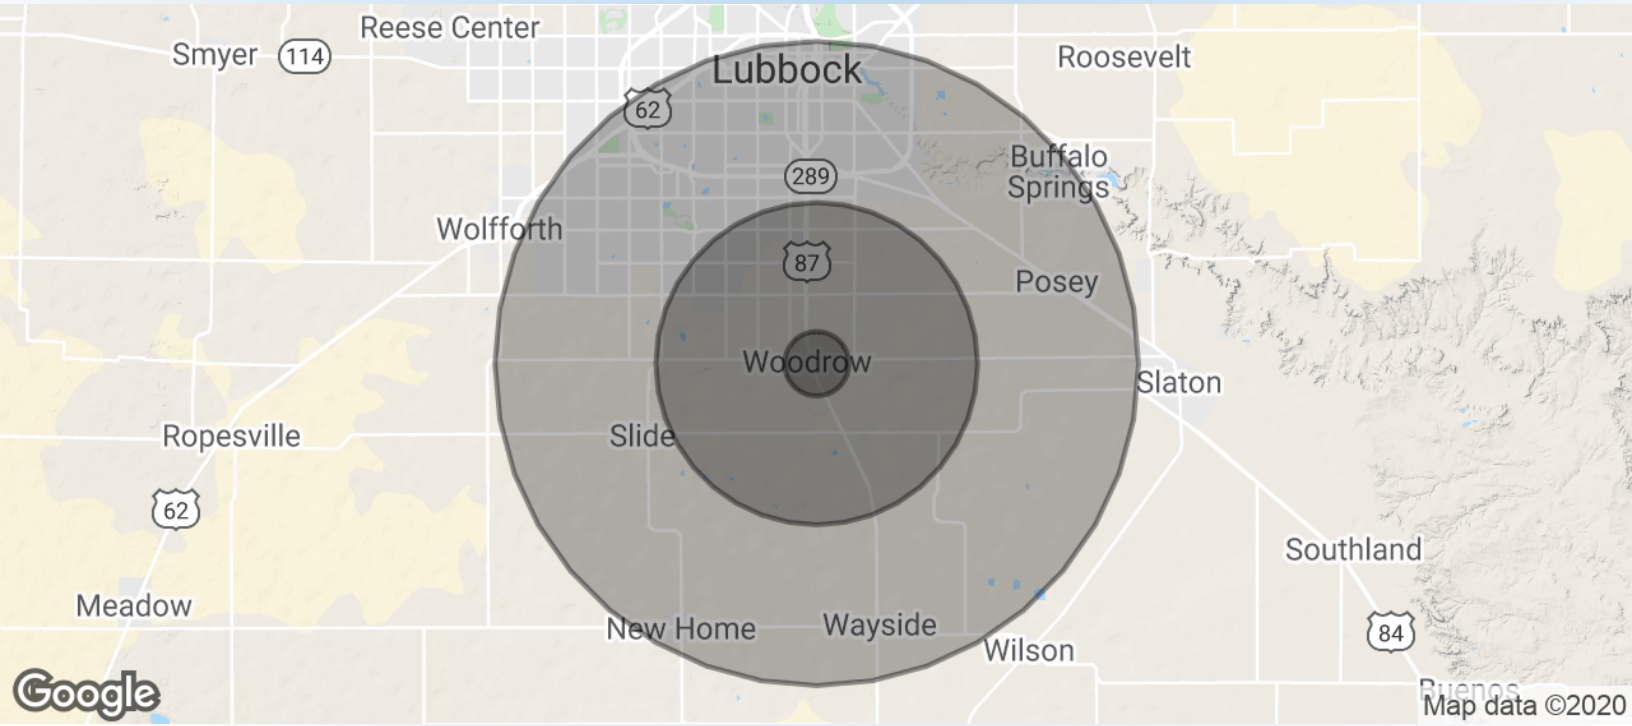 Reese Center
Smyer
114
Lubbock
Roosevelt
62
Buffalo
Springs
289
Wolfforth
87
Posey
Woodrow
Slaton
Ropesville
Slide
62
Southland
Meadow
New Home
Wayside
84
Wilson
Google
Buenos
Map data ©2020